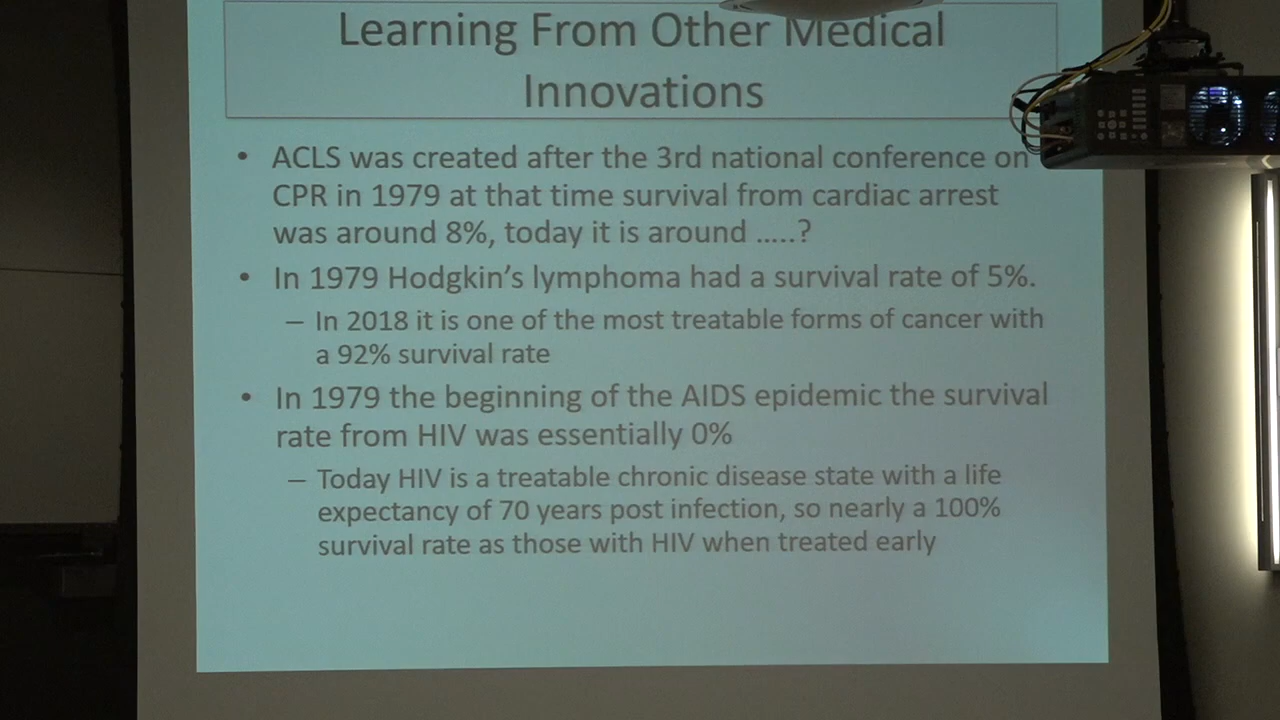 Learning From Other Medical
Innovations
• ACLS was created after the 3rd national conference on
CPR in 1979 at that time survival from cardiac arrest
was around 8%, today it is around .....?
• In 1979 Hodgkin’s lymphoma had a survival rate of 5%.
– In 2018 it is one of the most treatable forms of cancer with
a 92% survival rate
• In 1979 the beginning of the AIDS epidemic the survival
rate from HIV was essentially 0%
– Today HIV is a treatable chronic disease state with a life
expectancy of 70 years post infection, so nearly a 100%
survival rate as those with HIV when treated early